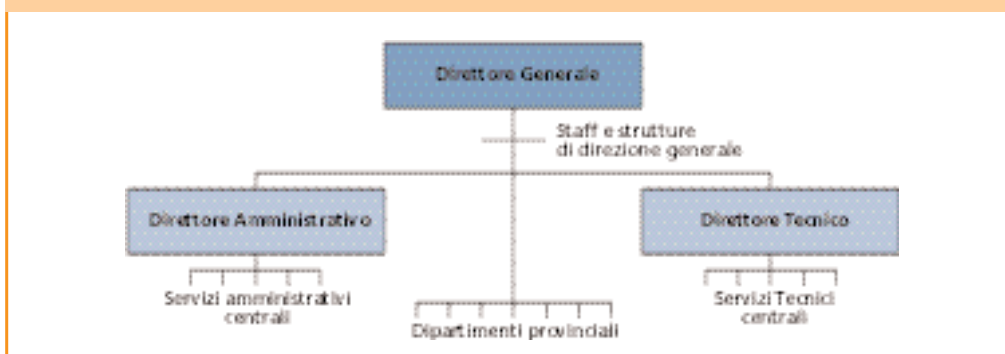 Direttore Generale
Staff e strutture
di direzione generale
Direttore Amministrativo
Direttore Tecnico
Servizi amministrativi
centrali
Servizi Tecnici
centrali
Dipartimenti provinciali